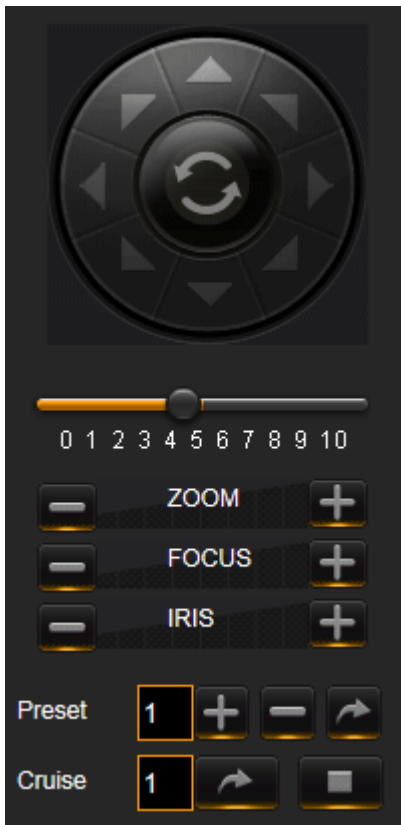 0 1 2 3 4 5 6 7 8 9 10
ZOOM
FOCUS
IRIS
Preset 1
Cruise 1